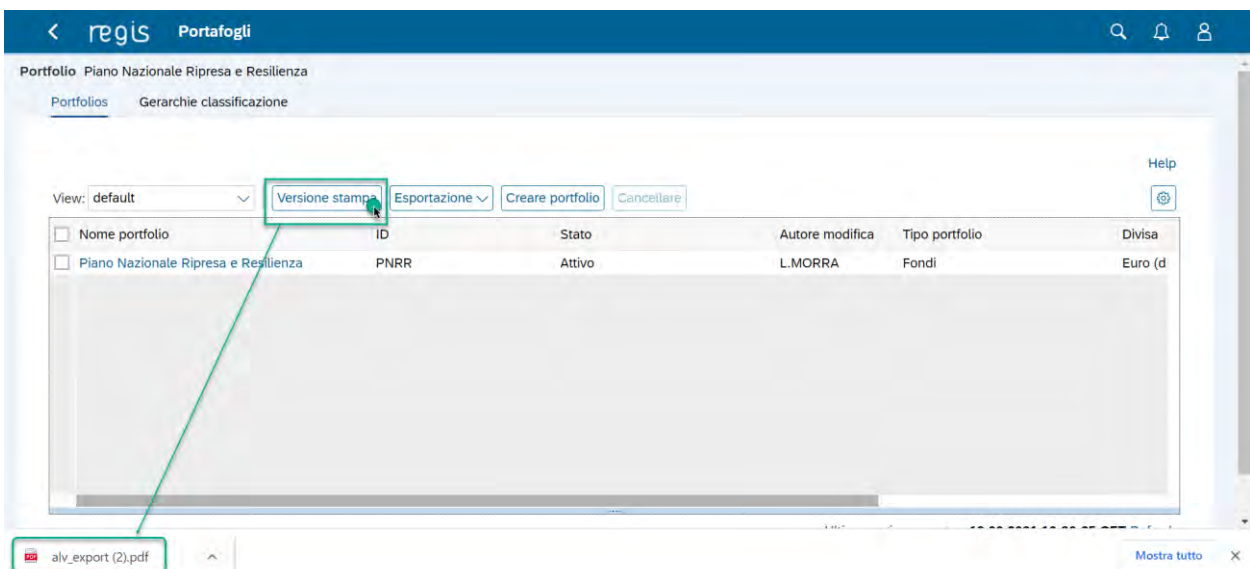 regis Portafogli
Portfolio Piano Nazionale Ripresa e Resilienza
Portfolios Gerarchie classificazione
Help
View: default Versione stampa Esportazione Creare portfolio Cancellare
Nome portfolio ID Stato Autore modifica Tipo portfolio Divisa
Piano Nazionale Ripresa e Resilienza PNRR Attivo L.MORRA Fondi Euro (d
alv_export (2).pdf Mostra tutto